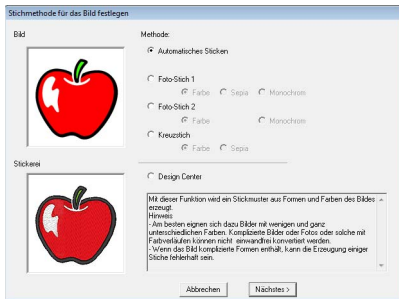 Stichmethode für das Bild festlegen
Bild
Methode:
Automatisches Sticken
Foto-Stich 1
Farbe Sepia Monochrom
Foto-Stich 2
Farbe Monochrom
Kreuzstich
Farbe Sepia
Stickerei
Design Center
Mit dieser Funktion wird ein Stickmuster aus Formen und Farben des Bildes
erzeugt.
Hinweis
- Am besten eignen sich dazu Bilder mit wenigen und ganz
unterschiedlichen Farben. Komplizierte Bilder oder Fotos oder solche mit
Farbverläufen können nicht einwandfrei konvertiert werden.
- Wenn das Bild komplizierte Formen enthält, kann die Erzeugung einiger
Stiche fehlerhaft sein.
Abbrechen Nächstes >